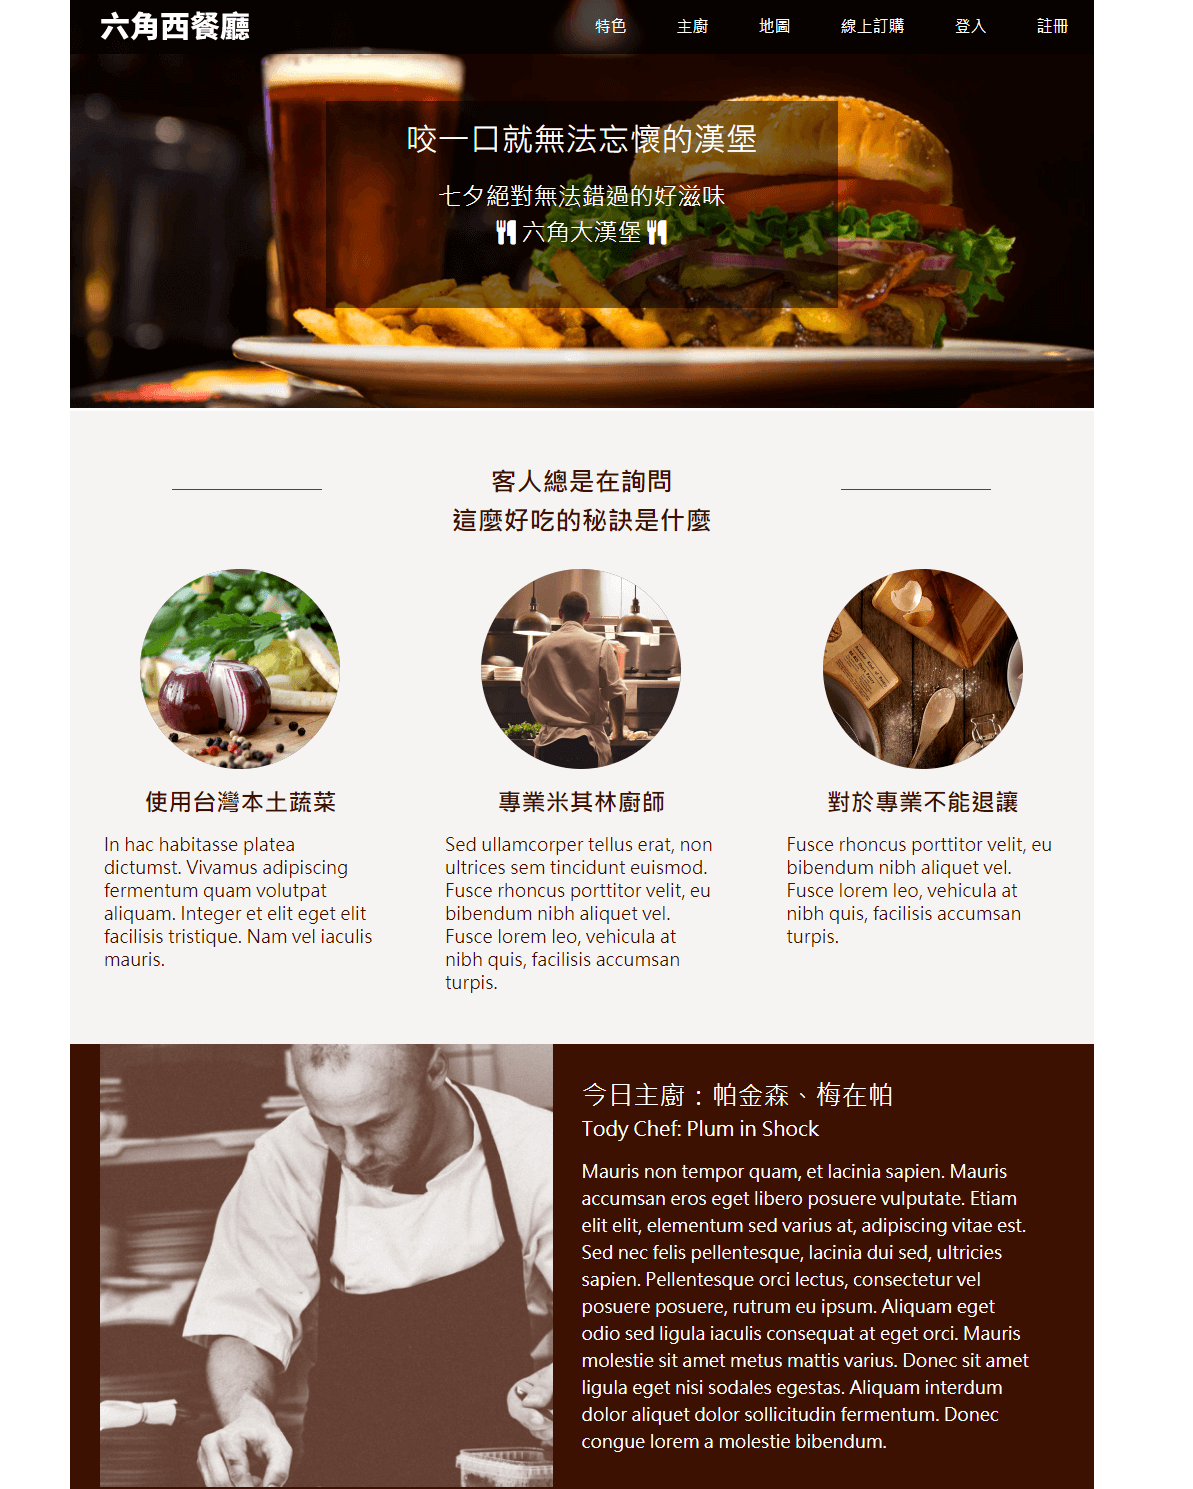 六角西餐廳
特色 主廚 地圖 線上訂購 登入 註冊
咬一口就無法忘懷的漢堡
七夕絕對無法錯過的好滋味
六角大漢堡
客人總是在詢問
這麼好吃的秘訣是什麼
使用台灣本土蔬菜
In hac habitasse platea
dictumst. Vivamus adipiscing
fermentum quam volutpat
aliquam. Integer et elit eget elit
facilisis tristique. Nam vel iaculis
mauris.
專業米其林廚師
Sed ullamcorper tellus erat, non
ultrices sem tincidunt euismod.
Fusce rhoncus porttitor velit, eu
bibendum nibh aliquet vel.
Fusce lorem leo, vehicula at
nibh quis, facilisis accumsan
turpis.
對於專業不能退讓
Fusce rhoncus porttitor velit, eu
bibendum nibh aliquet vel.
Fusce lorem leo, vehicula at
nibh quis, facilisis accumsan
turpis.
今日主廚：帕金森、梅在帕
Tody Chef: Plum in Shock
Mauris non tempor quam, et lacinia sapien. Mauris
accumsan eros eget libero posuere vulputate. Etiam
elit elit, elementum sed varius at, adipiscing vitae est.
Sed nec felis pellentesque, lacinia dui sed, ultricies
sapien. Pellentesque orci lectus, consectetur vel
posuere posuere, rutrum eu ipsum. Aliquam eget
odio sed ligula iaculis consequat at eget orci. Mauris
molestie sit amet metus mattis varius. Donec sit amet
ligula eget nisi sodales egestas. Aliquam interdum
dolor aliquet dolor sollicitudin fermentum. Donec
congue lorem a molestie bibendum.